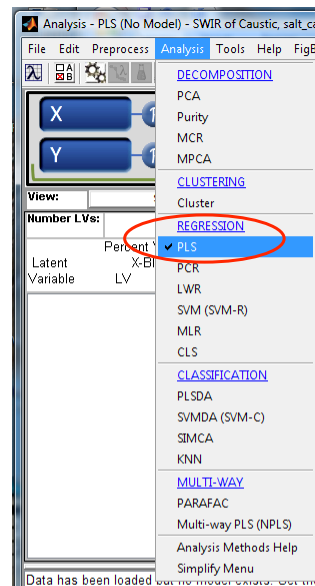 Analysis - PLS (No Model) - SWIR of Caustic, salt_ca
File Edit Preprocess Analysis Tools Help
X
Y
View:
Number LVs:
Percent
Latent X-Bl
Variable LV
DECOMPOSITION
PCA
Purity
MCR
MPCA
CLUSTERING
Cluster
REGRESSION
PLS
PCR
LWR
SVM (SVM-R)
MLR
CLS
CLASSIFICATION
PLSDA
SVMDA (SVM-C)
SIMCA
KNN
MULTI-WAY
PARAFAC
Multi-way PLS (NPLS)
Analysis Methods Help
Simplify Menu
Data has been loaded but no model exists.